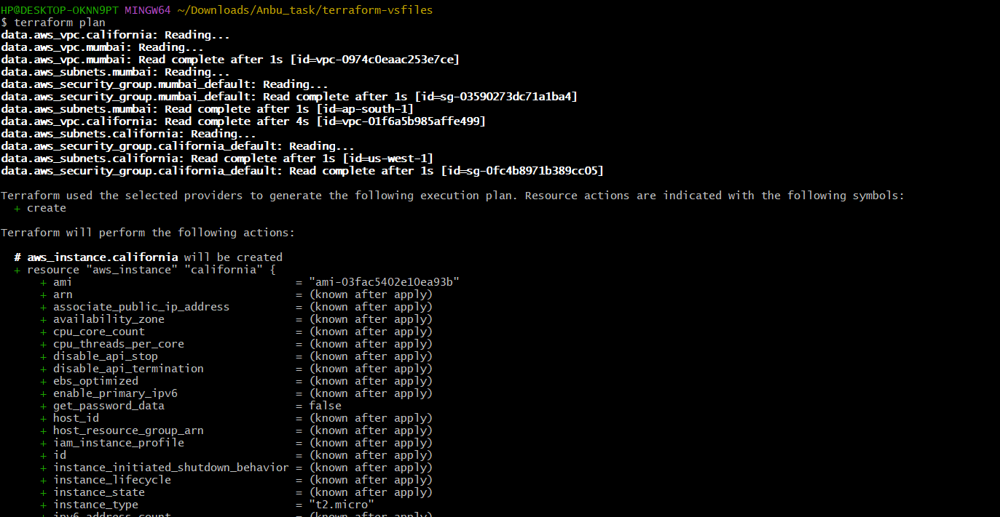 HP@DESKTOP-OKNN9PT MINGW64 ~/Downloads/Anbu_task/terraform-vsfiles
$ terraform plan
data.aws_vpc.california: Reading...
data.aws_vpc.mumbai: Reading...
data.aws_vpc.mumbai: Read complete after 1s [id=vpc-0974c0eaac253e7ce]
data.aws_subnets.mumbai: Reading...
data.aws_security_group.mumbai_default: Reading...
data.aws_security_group.mumbai_default: Read complete after 1s [id=sg-03590273dc71a1ba4]
data.aws_subnets.mumbai: Read complete after 1s [id=ap-south-1]
data.aws_vpc.california: Read complete after 4s [id=vpc-01f6a5b985affe499]
data.aws_subnets.california: Reading...
data.aws_security_group.california_default: Reading...
data.aws_subnets.california: Read complete after 1s [id=us-west-1]
data.aws_security_group.california_default: Read complete after 1s [id=sg-0fc4b8971b389cc05]

Terraform used the selected providers to generate the following execution plan. Resource actions are indicated with the following symbols:
  + create

Terraform will perform the following actions:

  # aws_instance.california will be created
  + resource "aws_instance" "california" {
      + ami                                  = "ami-03fac5402e10ea93b"
      + arn                                  = (known after apply)
      + associate_public_ip_address          = (known after apply)
      + availability_zone                    = (known after apply)
      + cpu_core_count                       = (known after apply)
      + cpu_threads_per_core                 = (known after apply)
      + disable_api_stop                     = (known after apply)
      + disable_api_termination              = (known after apply)
      + ebs_optimized                        = (known after apply)
      + enable_primary_ipv6                  = (known after apply)
      + get_password_data                    = false
      + host_id                              = (known after apply)
      + host_resource_group_arn              = (known after apply)
      + iam_instance_profile                 = (known after apply)
      + id                                   = (known after apply)
      + instance_initiated_shutdown_behavior = (known after apply)
      + instance_lifecycle                   = (known after apply)
      + instance_state                       = (known after apply)
      + instance_type                        = "t2.micro"
      + ipv6_address_count                   = (known after apply)